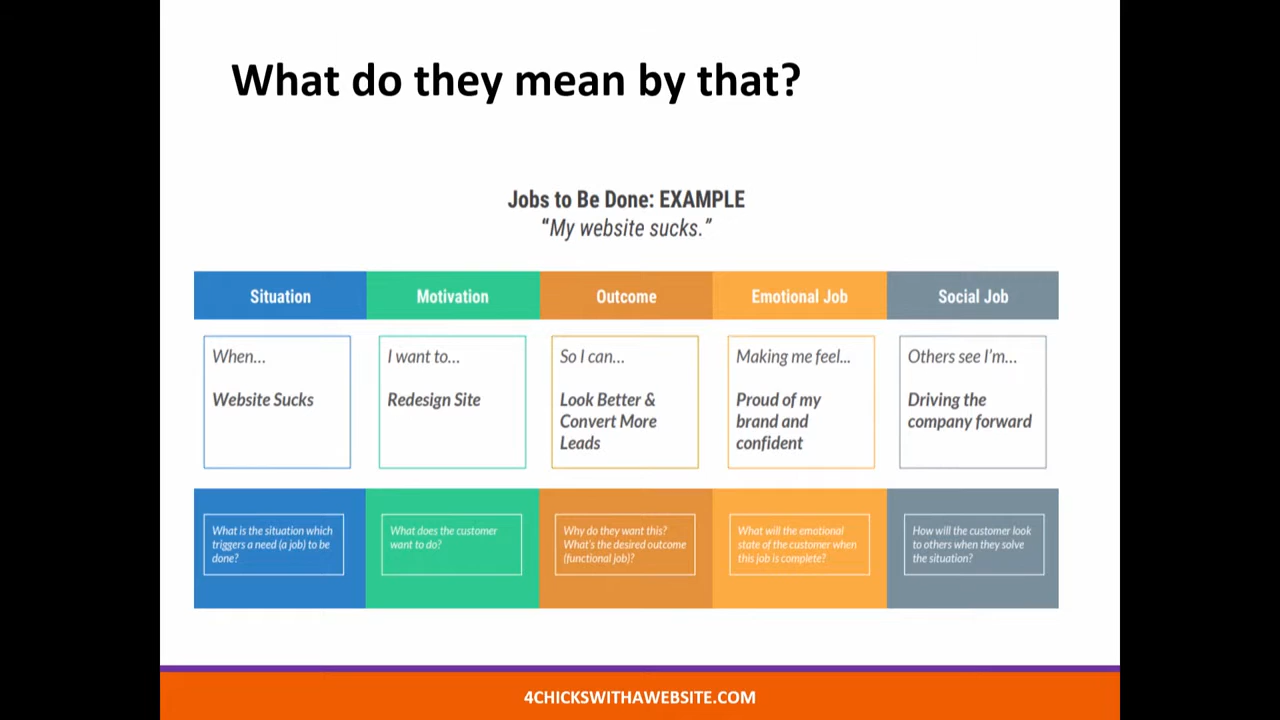 What do they mean by that?
Jobs to Be Done: EXAMPLE
“My website sucks.”
Situation
Motivation
Outcome
Emotional Job
Social Job
When...
Website Sucks
I want to...
Redesign Site
So I can...
Look Better &
Convert More
Leads
Making me feel...
Proud of my
brand and
confident
Others see I'm...
Driving the
company forward
What is the situation which
triggers a need (a job) to be
done?
What does the customer
want to do?
Why do they want this?
What's the desired outcome
(functional job)?
What will the emotional
state of the customer when
this job is complete?
How will the customer look
to others when they solve
the situation?
4CHICKSWITHAWEBSITE.COM